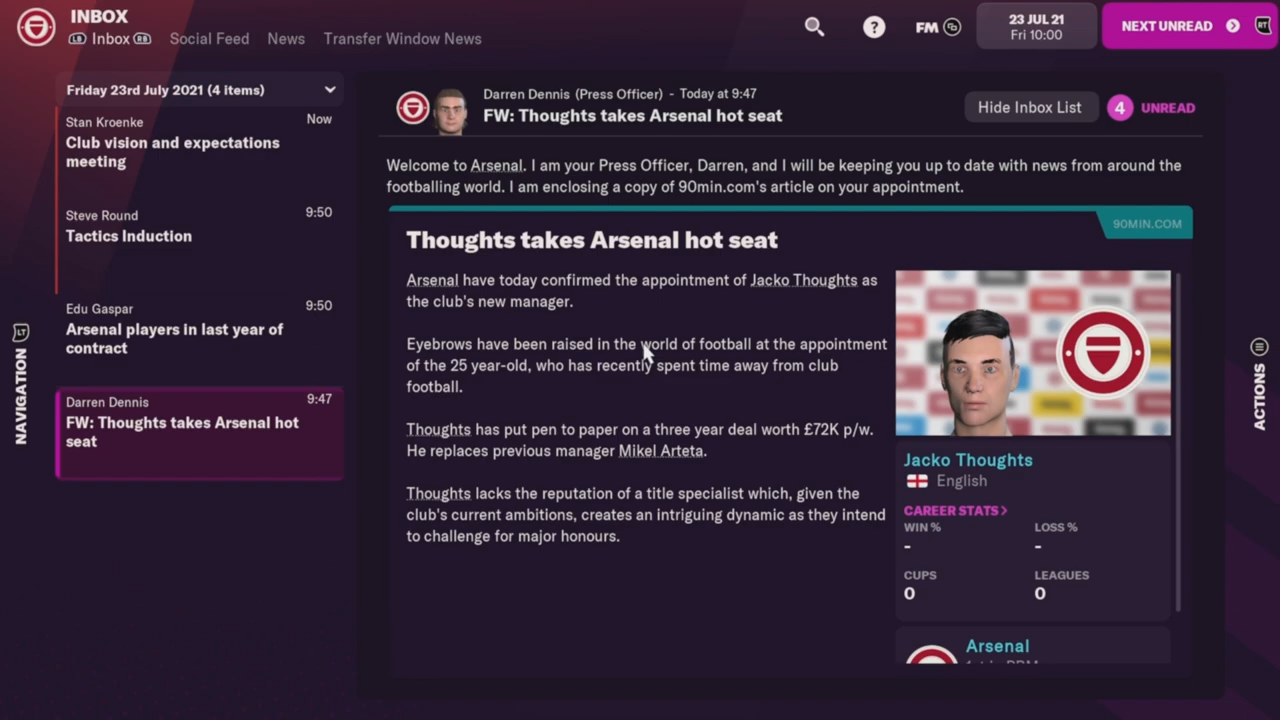 INBOX
LB Inbox RB
Social Feed
News
Transfer Window News
FM
23 JUL 21
Fri 10:00
NEXT UNREAD
RT
Friday 23rd July 2021 (4 items)
Stan Kroenke
Now
Club vision and expectations
meeting
Steve Round
9:50
Tactics Induction
Edu Gaspar
9:50
Arsenal players in last year of
contract
Darren Dennis
9:47
FW: Thoughts takes Arsenal hot
seat
LT
NAVIGATION
Darren Dennis (Press Officer) - Today at 9:47
FW: Thoughts takes Arsenal hot seat
Hide Inbox List
4 UNREAD
Welcome to Arsenal. I am your Press Officer, Darren, and I will be keeping you up to date with news from around the
footballing world. I am enclosing a copy of 90min.com's article on your appointment.
90MIN.COM
Thoughts takes Arsenal hot seat
Arsenal have today confirmed the appointment of Jacko Thoughts as
the club's new manager.
Eyebrows have been raised in the world of football at the appointment
of the 25 year-old, who has recently spent time away from club
football.
Thoughts has put pen to paper on a three year deal worth £72K p/w.
He replaces previous manager Mikel Arteta.
Thoughts lacks the reputation of a title specialist which, given the
club's current ambitions, creates an intriguing dynamic as they intend
to challenge for major honours.
Jacko Thoughts
English
CAREER STATS >
WIN %
LOSS %
-
-
CUPS
LEAGUES
0
0
Arsenal
ACTIONS